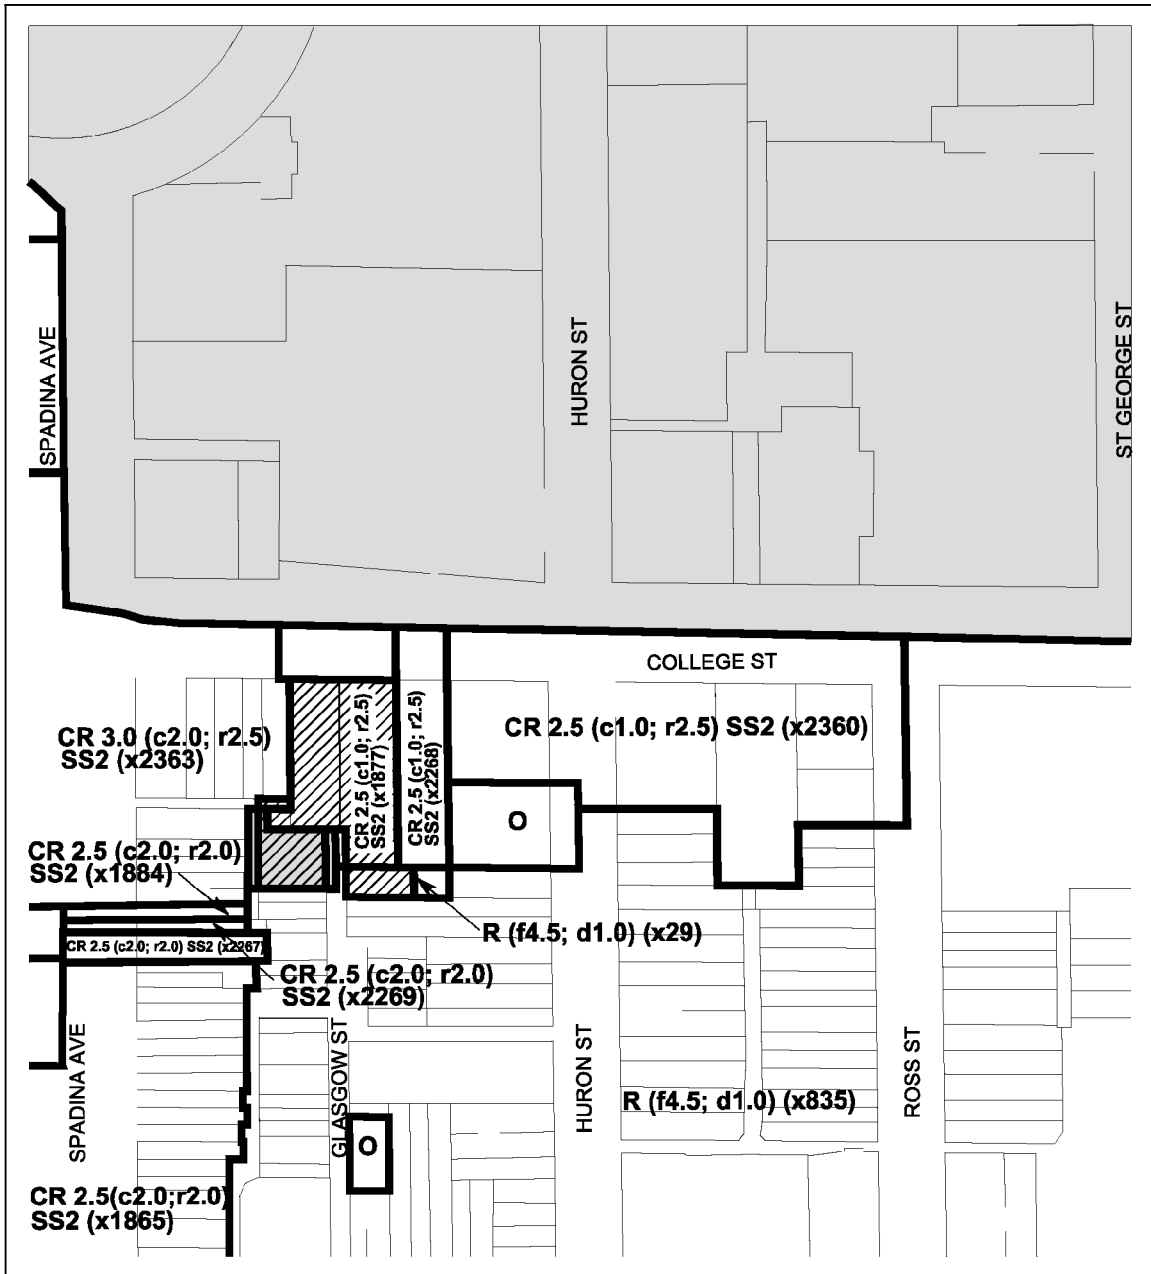 SPADINA AVE
HURON ST
ST GEORGE ST
COLLEGE ST
CR 3.0 (c2.0; r2.5)
SS2 (x2363)
CR 2.5 (c1.0; r2.5)
SS2 (x1877)
CR 2.5 (c1.0; r2.5)
SS2 (x2268)
CR 2.5 (c1.0; r2.5) SS2 (x2360)
O
CR 2.5 (c2.0; r2.0)
SS2 (x1884)
R (f4.5; d1.0) (x29)
CR 2.5 (c2.0; r2.0) SS2 (x2267)
CR 2.5 (c2.0; r2.0)
SS2 (x2269)
SPADINA AVE
GLASGOW ST
HURON ST
ROSS ST
R (f4.5; d1.0) (x835)
O
CR 2.5(c2.0;r2.0)
SS2 (x1865)